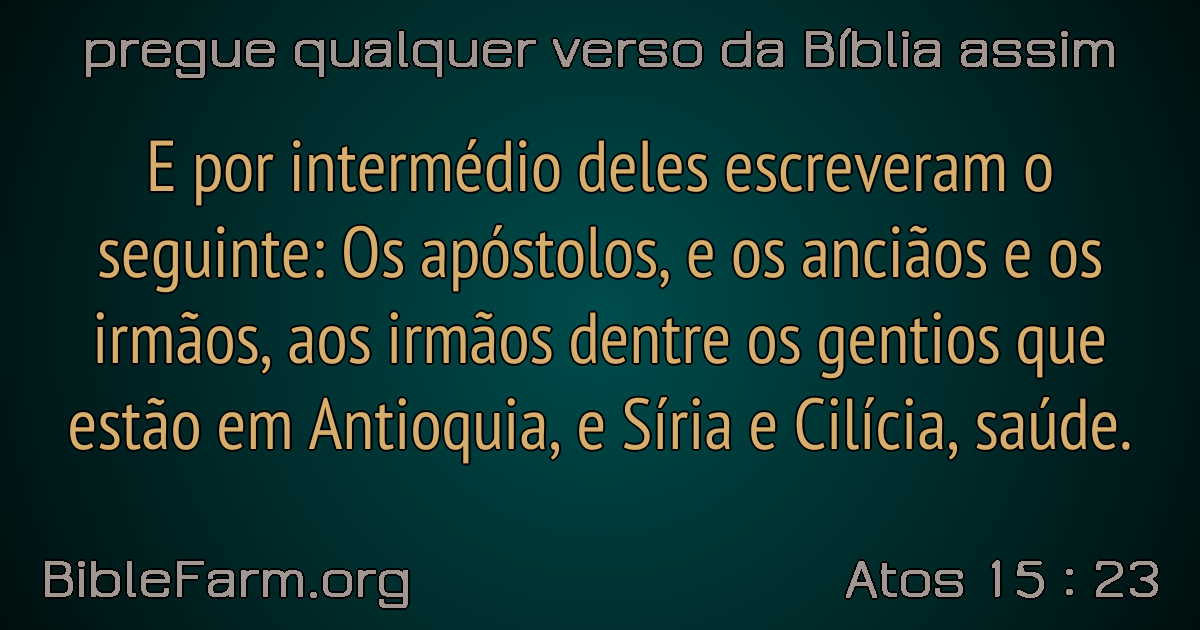 pregue qualquer verso da Bíblia assim
E por intermédio deles escreveram o
seguinte: Os apóstolos, e os anciãos e os
irmãos, aos irmãos dentre os gentios que
estão em Antioquia, e Síria e Cilícia, saúde.
BibleFarm.org
Atos 15 : 23